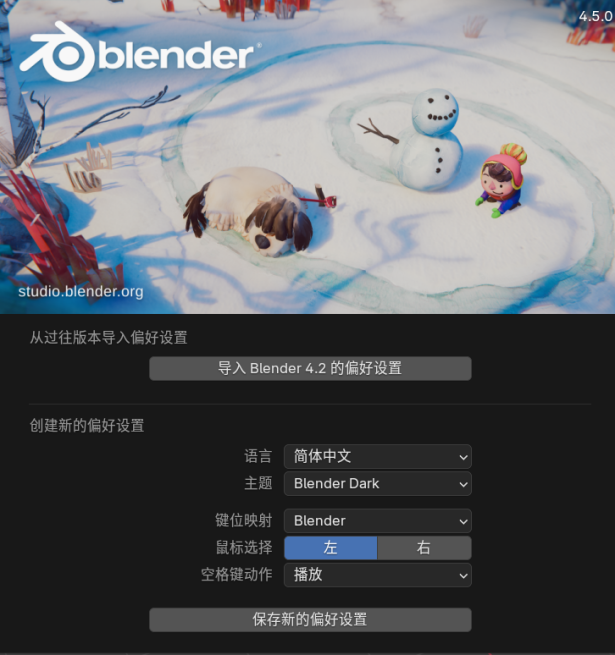 4.5.0
blender
studio.blender.org
从过往版本导入偏好设置
导入 Blender 4.2 的偏好设置
创建新的偏好设置
语言 简体中文
主题 Blender Dark
键位映射 Blender
鼠标选择 左 右
空格键动作 播放
保存新的偏好设置